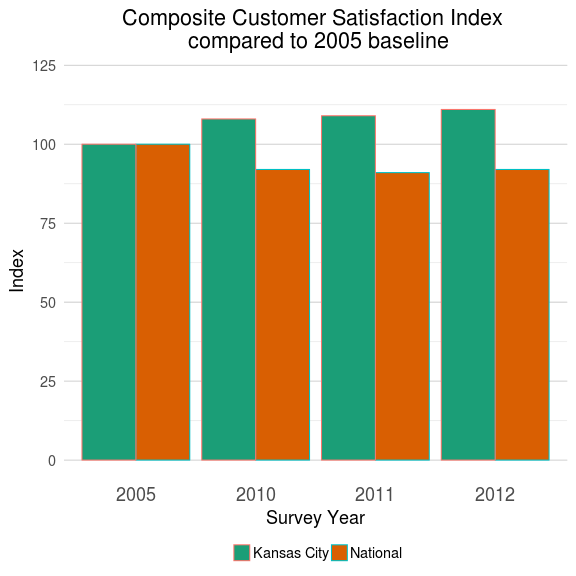 Composite Customer Satisfaction Index
compared to 2005 baseline
125
100
75
50
25
0
Index
2005 2010 2011 2012
Survey Year
Kansas City National